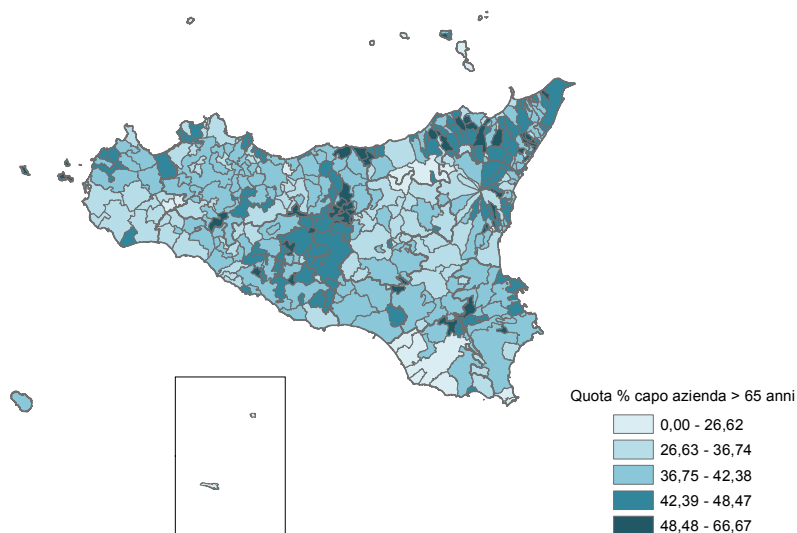 Quota % capo azienda > 65 anni
0,00 - 26,62
26,63 - 36,74
36,75 - 42,38
42,39 - 48,47
48,48 - 66,67